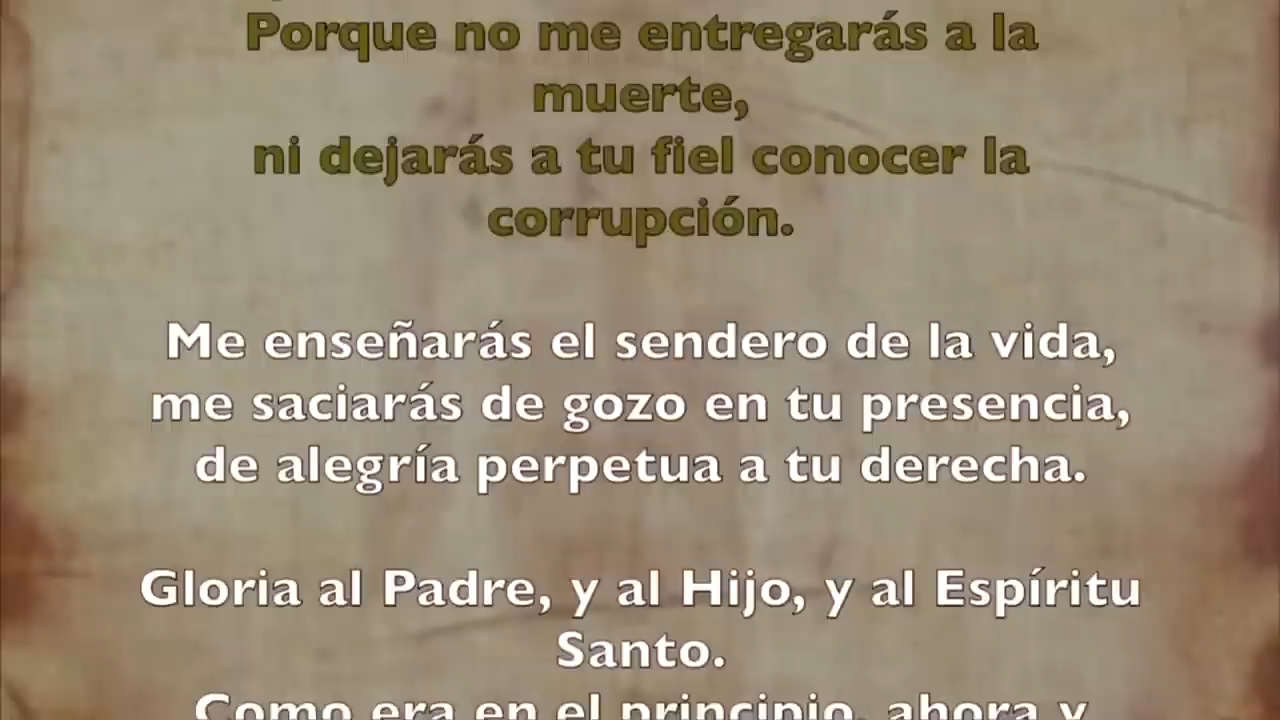 Porque no me entregarás a la
muerte,
ni dejarás a tu fiel conocer la
corrupción.
Me enseñarás el sendero de la vida,
me saciarás de gozo en tu presencia,
de alegría perpetua a tu derecha.
Gloria al Padre, y al Hijo, y al Espíritu
Santo.
Como era en el principio, ahora y